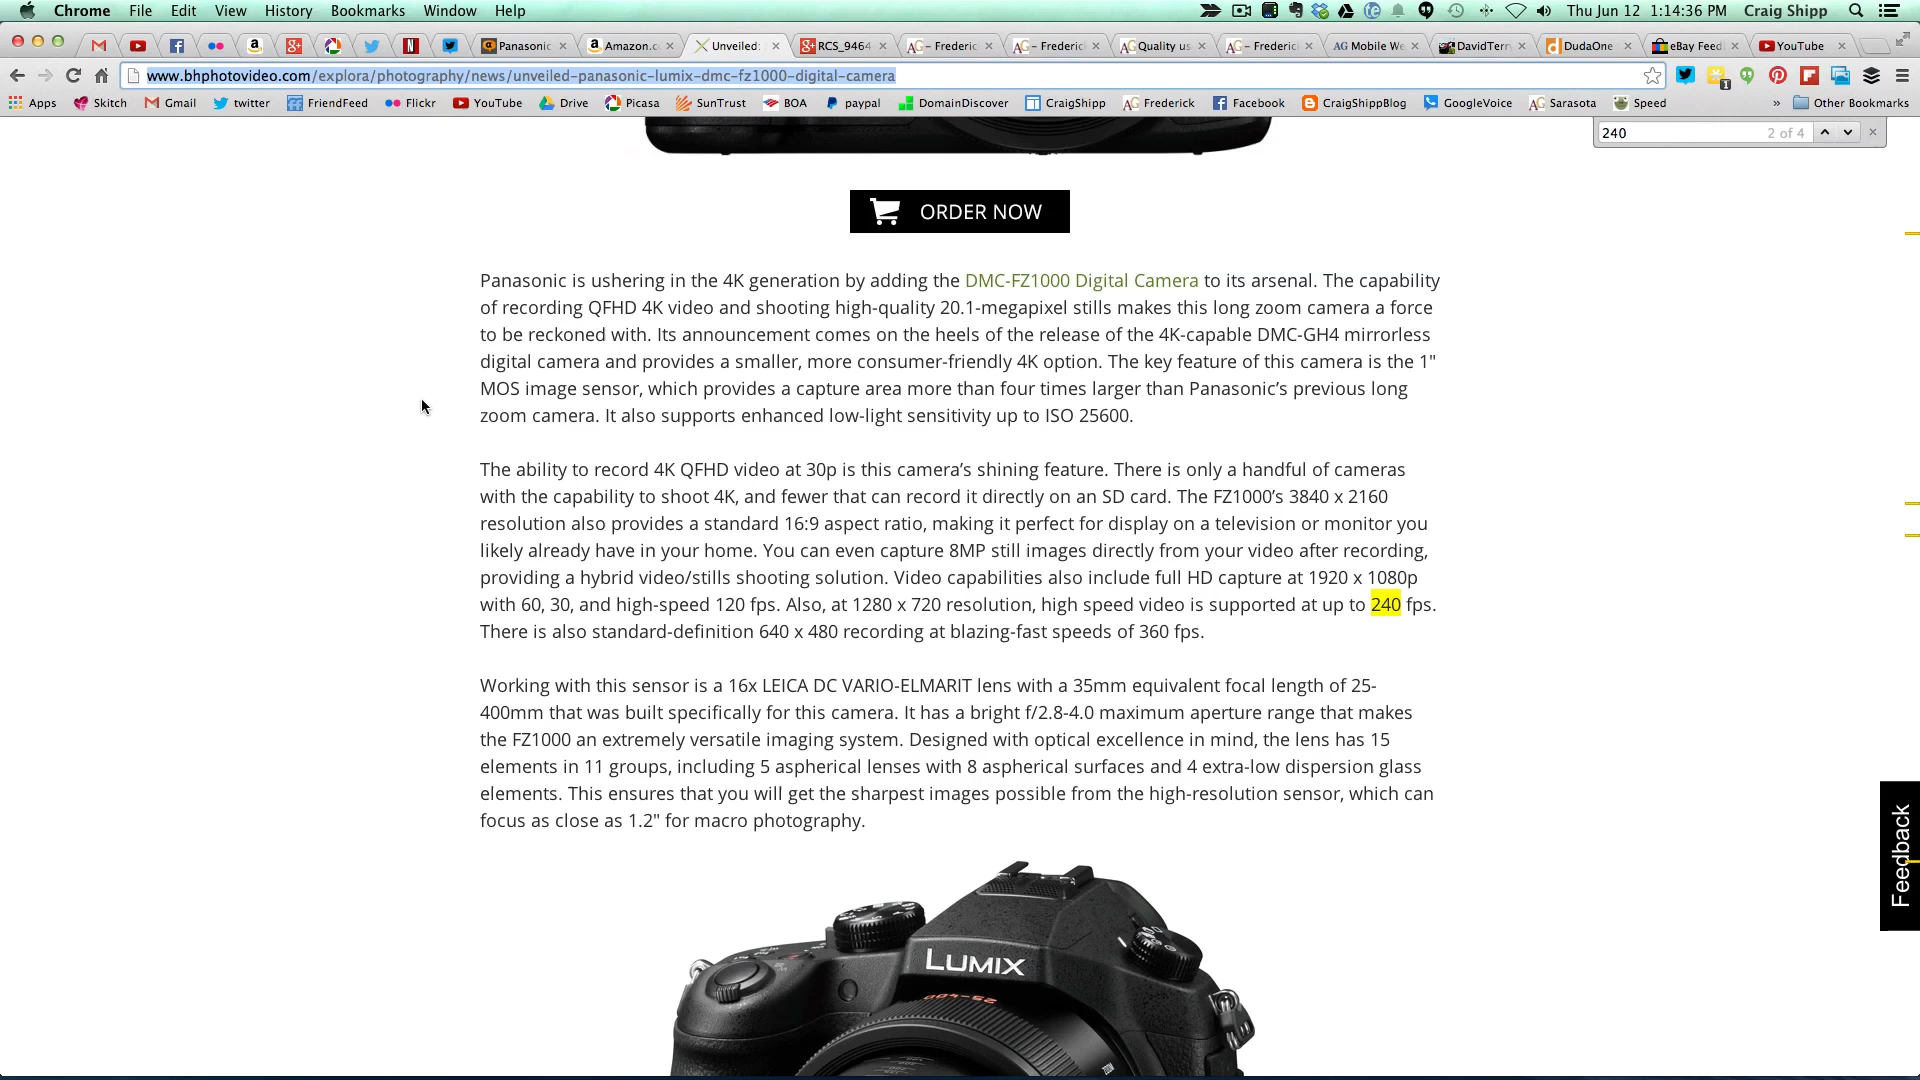 Chrome File Edit View History Bookmarks Window Help Thu Jun 12 1:14:36 PM Craig Shipp
Panasonic Amazon.c Unveiled: RCS_9464 – Frederic – Frederic Quality us – Frederic Mobile We DavidTerr DudaOne eBay Feed YouTube
www.bhphotovideo.com/explora/photography/news/unveiled-panasonic-lumix-dmc-fz1000-digital-camera
Apps Skitch Gmail twitter FriendFeed Flickr YouTube Drive Picasa SunTrust BOA paypal DomainDiscover CraigShipp Frederick Facebook CraigShippBlog GoogleVoice Sarasota Speed » Other Bookmarks
240 2 of 4
ORDER NOW
Panasonic is ushering in the 4K generation by adding the DMC-FZ1000 Digital Camera to its arsenal. The capability
of recording QFHD 4K video and shooting high-quality 20.1-megapixel stills makes this long zoom camera a force
to be reckoned with. Its announcement comes on the heels of the release of the 4K-capable DMC-GH4 mirrorless
digital camera and provides a smaller, more consumer-friendly 4K option. The key feature of this camera is the 1"
MOS image sensor, which provides a capture area more than four times larger than Panasonic’s previous long
zoom camera. It also supports enhanced low-light sensitivity up to ISO 25600.
The ability to record 4K QFHD video at 30p is this camera’s shining feature. There is only a handful of cameras
with the capability to shoot 4K, and fewer that can record it directly on an SD card. The FZ1000’s 3840 x 2160
resolution also provides a standard 16:9 aspect ratio, making it perfect for display on a television or monitor you
likely already have in your home. You can even capture 8MP still images directly from your video after recording,
providing a hybrid video/stills shooting solution. Video capabilities also include full HD capture at 1920 x 1080p
with 60, 30, and high-speed 120 fps. Also, at 1280 x 720 resolution, high speed video is supported at up to 240 fps.
There is also standard-definition 640 x 480 recording at blazing-fast speeds of 360 fps.
Working with this sensor is a 16x LEICA DC VARIO-ELMARIT lens with a 35mm equivalent focal length of 25-
400mm that was built specifically for this camera. It has a bright f/2.8-4.0 maximum aperture range that makes
the FZ1000 an extremely versatile imaging system. Designed with optical excellence in mind, the lens has 15
elements in 11 groups, including 5 aspherical lenses with 8 aspherical surfaces and 4 extra-low dispersion glass
elements. This ensures that you will get the sharpest images possible from the high-resolution sensor, which can
focus as close as 1.2" for macro photography.
Feedback
LUMIX
25-400